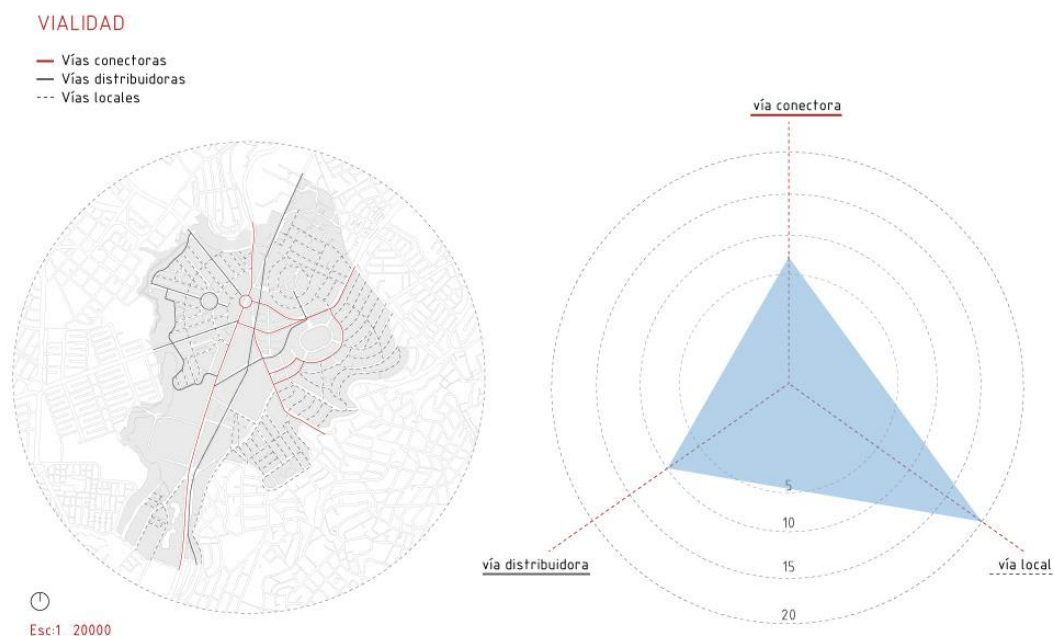 VIALIDAD
Vías conectoras
Vías distribuidoras
Vías locales
vía conectora
5
10
15
20
vía distribuidora
vía local
Esc:1 20000